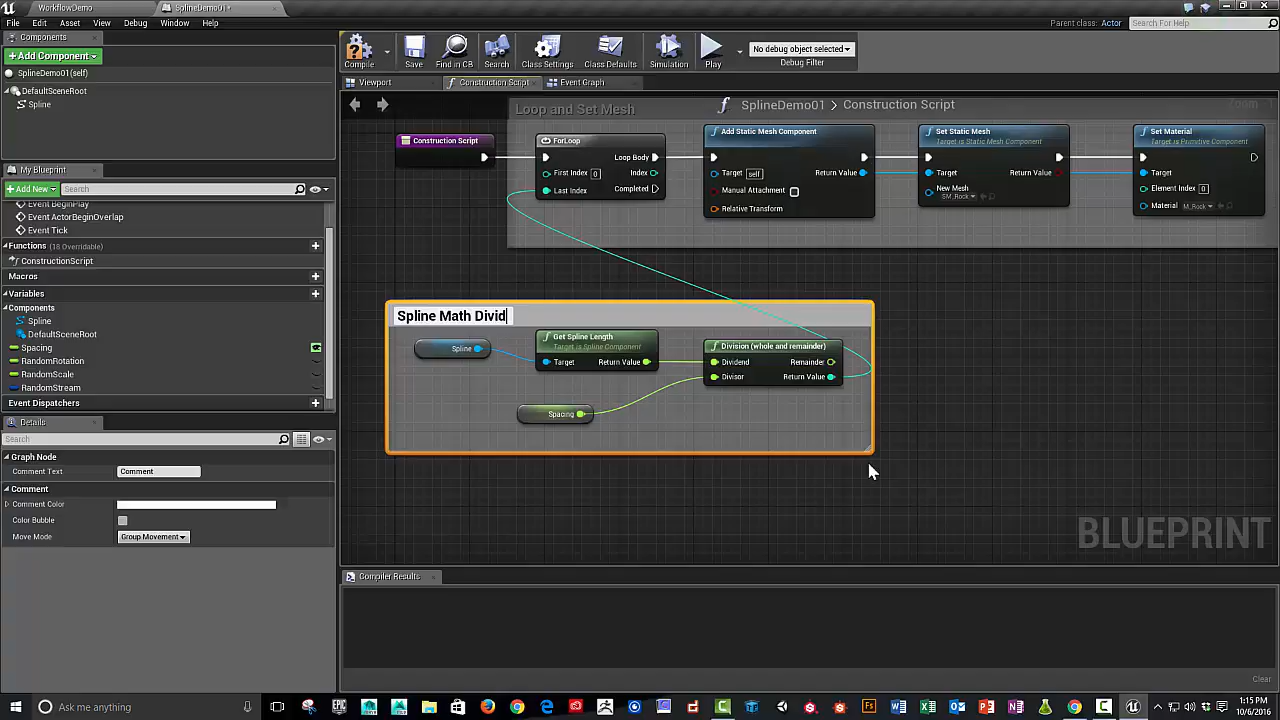 WorkflowDemo
SplineDemo01*
File Edit Asset View Debug Window Help
Parent class: Actor
Search For Help
Components
+Add Component
SplineDemo01(self)
DefaultSceneRoot
Spline
My Blueprint
+Add New
Search
Event BeginPlay
Event ActorBeginOverlap
Event Tick
Functions (18 Overridable)
ConstructionScript
Macros
Variables
Components
Spline
DefaultSceneRoot
Spacing
RandomRotation
RandomScale
RandomStream
Event Dispatchers
Details
Search
Graph Node
Comment Text Comment
Comment
Comment Color
Color Bubble
Move Mode Group Movement
Compile Save Find in CB Search Class Settings Class Defaults Simulation Play
No debug object selected
Debug Filter
Viewport
Construction Script
Event Graph
SplineDemo01 > Construction Script
Zoom -1
Loop and Set Mesh
Construction Script
ForLoop
Loop Body
First Index 0
Index
Last Index
Completed
Add Static Mesh Component
Target self
Return Value
Manual Attachment
Relative Transform
Set Static Mesh
Target is Static Mesh Component
Target
Return Value
New Mesh
SM_Rock
Set Material
Target is Primitive Component
Target
Element Index 0
Material M_Rock
Spline Math Divid
Spline
Get Spline Length
Target is Spline Component
Target
Return Value
Division (whole and remainder)
Dividend
Remainder
Divisor
Return Value
Spacing
BLUEPRINT
Compiler Results
Clear
Ask me anything
1:15 PM
10/6/2016